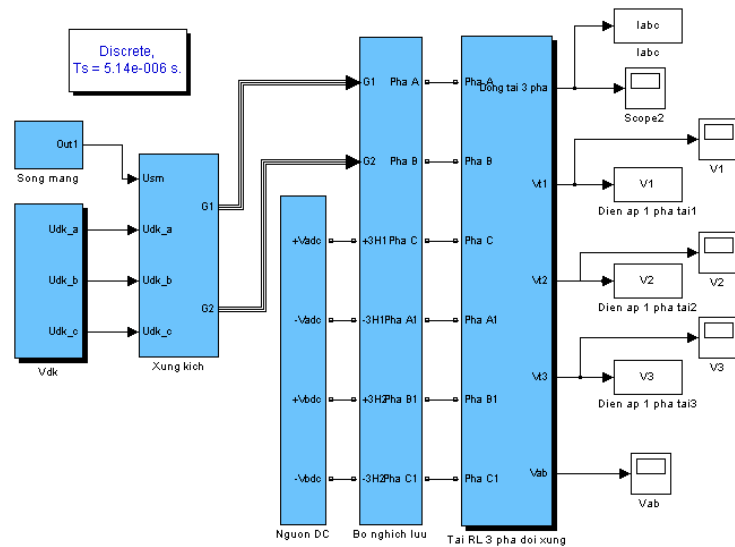 Discrete,
Ts = 5.14e-006 s.
Out1
Song mang
Udk_a
Udk_b
Udk_c
Vdk
Usm
Udk_a
Udk_b
Udk_c
G1
G2
Xung kich
+Vadc
-Vadc
+Vbdc
-Vbdc
Nguon DC
G1
G2
+3H1
-3H1
+3H2
-3H2
Pha A
Pha B
Pha C
Pha A1
Pha B1
Pha C1
Bo nghich luu
Pha A
Pha B
Pha C
Pha A1
Pha B1
Pha C1
Dong tai 3 pha
Vt1
Vt2
Vt3
Vab
Tai RL 3 pha doi xung
Iabc
Iabc
Scope2
V1
V1
Dien ap 1 pha tai1
V2
V2
Dien ap 1 pha tai2
V3
V3
Dien ap 1 pha tai3
Vab